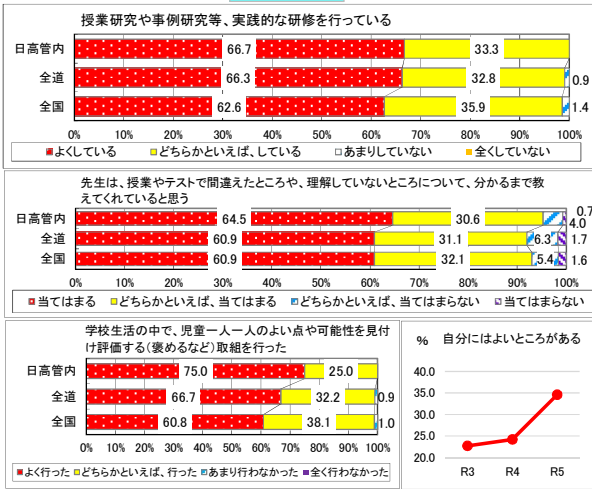 授業研究や事例研究等、実践的な研修を行っている
日高管内 66.7 33.3
全道 66.3 32.8 0.9
全国 62.6 35.9 1.4
0% 10% 20% 30% 40% 50% 60% 70% 80% 90% 100%
よくしている どちらかといえば、している あまりしていない 全くしていない
先生は、授業やテストで間違えたところや、理解していないところについて、分かるまで教
えてくれていると思う
日高管内 64.5 30.6 4.0 0.7
全道 60.9 31.1 6.3 1.7
全国 60.9 32.1 5.4 1.6
0% 10% 20% 30% 40% 50% 60% 70% 80% 90% 100%
当てはまる どちらかといえば、当てはまる どちらかといえば、当てはまらない 当てはまらない
学校生活の中で、児童一人一人のよい点や可能性を見付
け評価する(褒めるなど)取組を行った
日高管内 75.0 25.0
全道 66.7 32.2 0.9
全国 60.8 38.1 1.0
0% 10% 20% 30% 40% 50% 60% 70% 80% 90% 100%
よく行った どちらかといえば、行った あまり行わなかった 全く行わなかった
% 自分にはよいところがある
40.0
35.0
30.0
25.0
20.0
R3 R4 R5